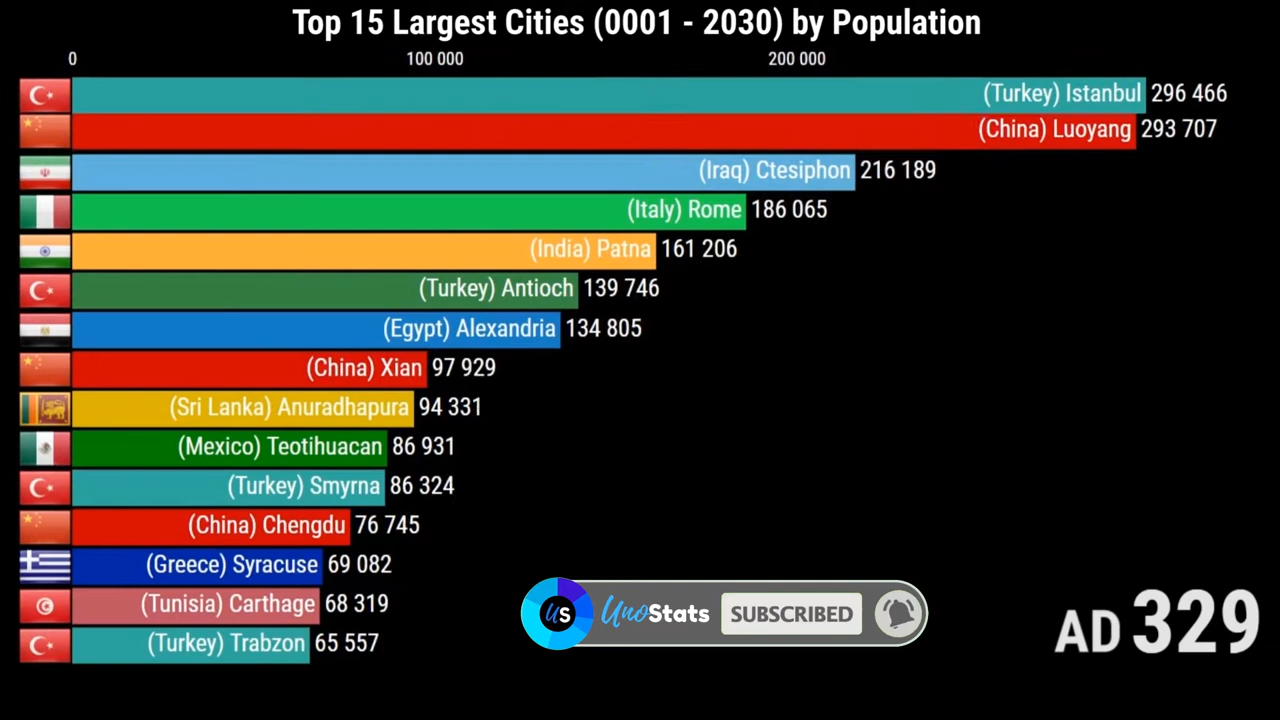 Top 15 Largest Cities (0001 - 2030) by Population
0 100 000 200 000
(Turkey) Istanbul 296 466
(China) Luoyang 293 707
(Iraq) Ctesiphon 216 189
(Italy) Rome 186 065
(India) Patna 161 206
(Turkey) Antioch 139 746
(Egypt) Alexandria 134 805
(China) Xian 97 929
(Sri Lanka) Anuradhapura 94 331
(Mexico) Teotihuacan 86 931
(Turkey) Smyrna 86 324
(China) Chengdu 76 745
(Greece) Syracuse 69 082
(Tunisia) Carthage 68 319
US UnoStats SUBSCRIBED
AD 329
(Turkey) Trabzon 65 557